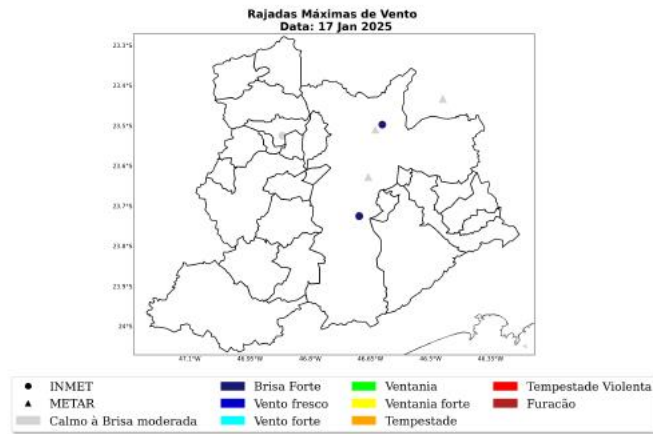 Rajadas Máximas de Vento
Data: 17 Jan 2025
23.3°S
23.4°S
23.5°S
23.6°S
23.7°S
23.8°S
23.9°S
24°S
47.1°W 46.95°W 46.8°W 46.65°W 46.5°W 46.35°W
INMET Brisa Forte Ventania Tempestade Violenta
METAR Vento fresco Ventania forte Furacão
Calmo à Brisa moderada Vento forte Tempestade